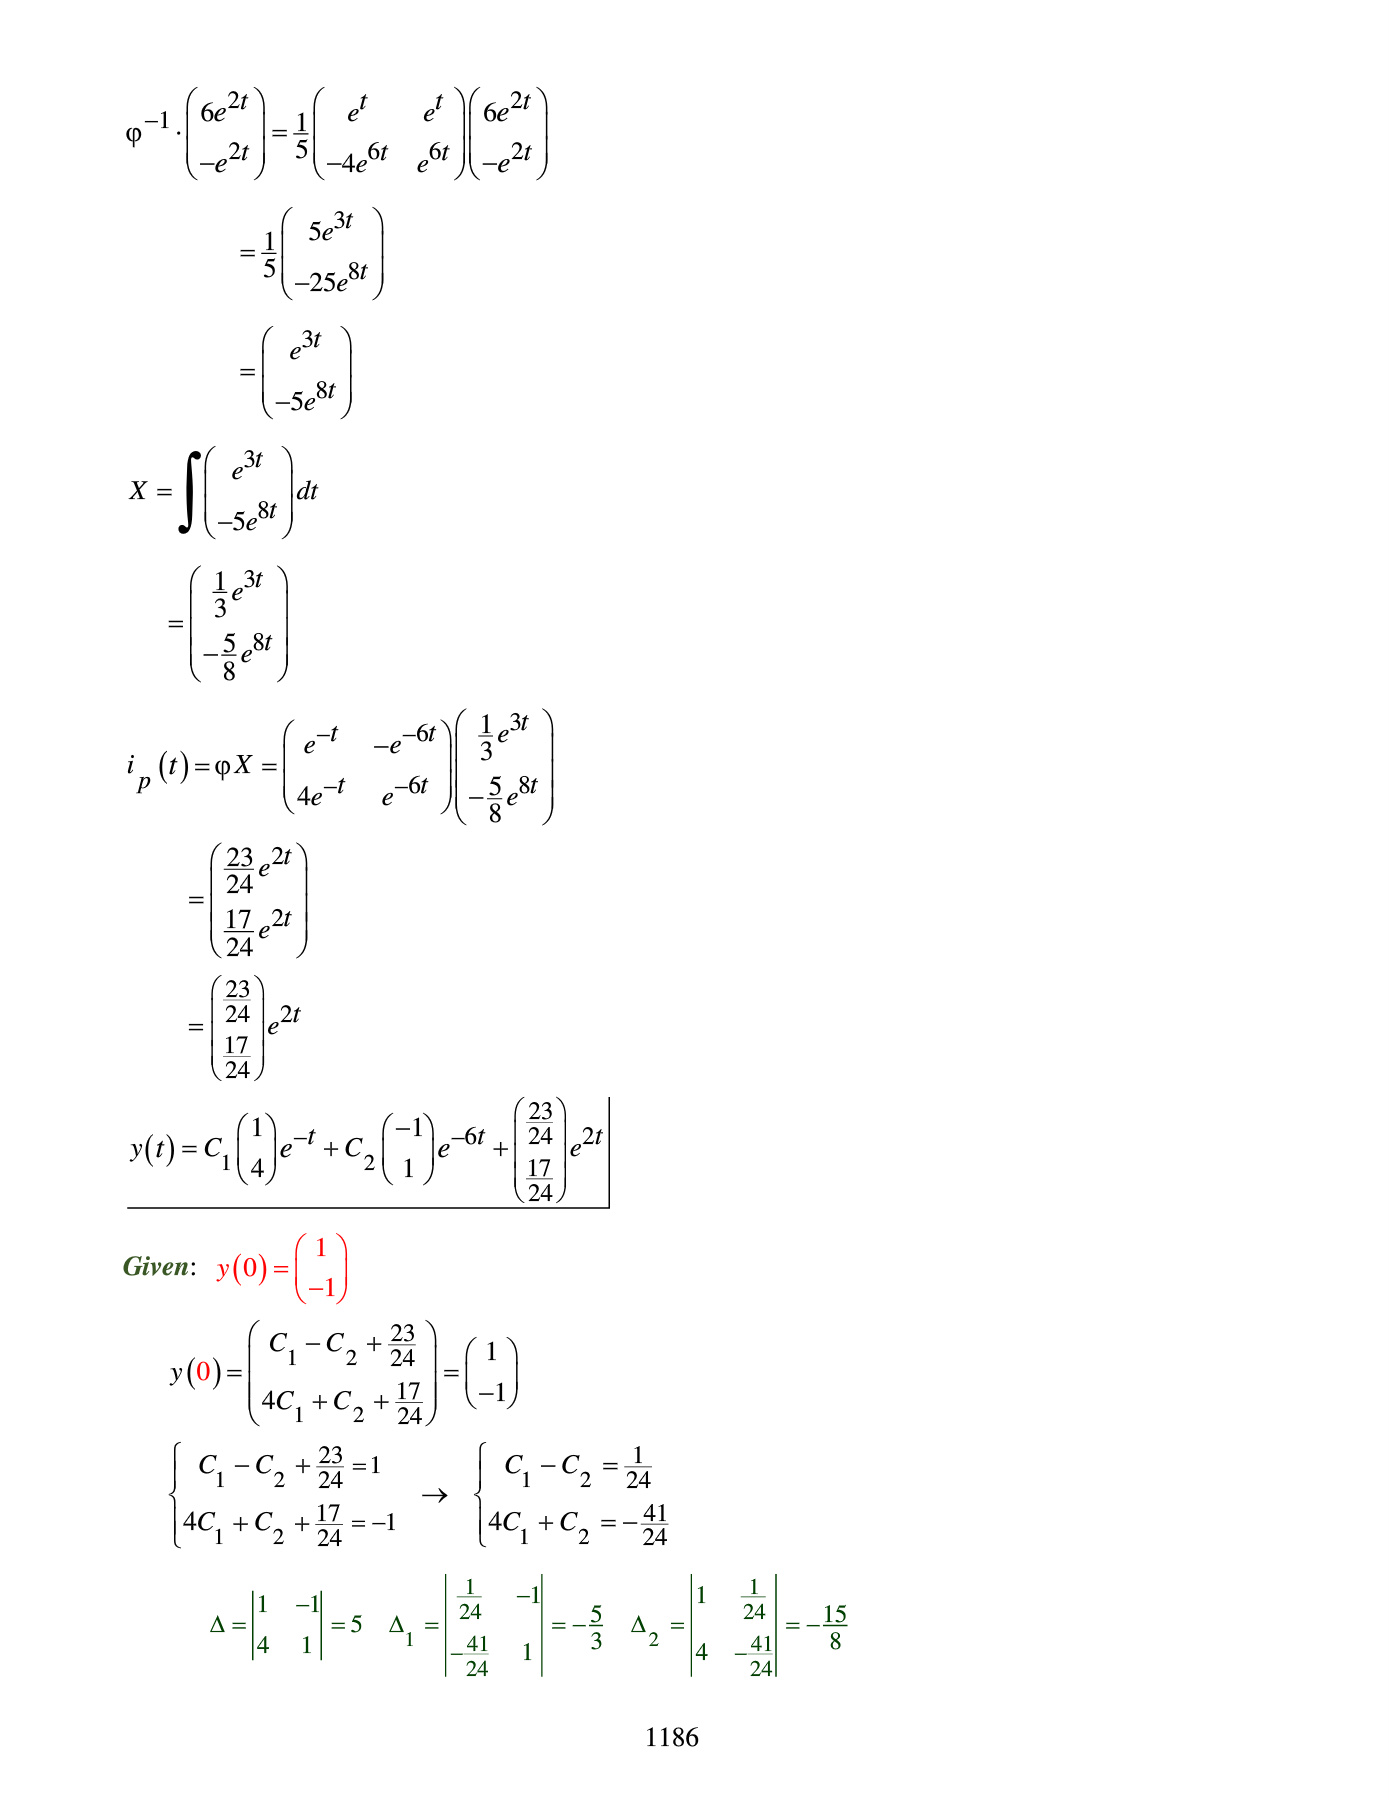 φ^{−1} · \begin{pmatrix} 6e^{2t} \\ −e^{2t} \end{pmatrix} = \frac{1}{5} \begin{pmatrix} e^{t} & e^{t} \\ −4e^{6t} & e^{6t} \end{pmatrix} \begin{pmatrix} 6e^{2t} \\ −e^{2t} \end{pmatrix}
= \frac{1}{5} \begin{pmatrix} 5e^{3t} \\ −25e^{8t} \end{pmatrix}
= \begin{pmatrix} e^{3t} \\ −5e^{8t} \end{pmatrix}
X = \int \begin{pmatrix} e^{3t} \\ −5e^{8t} \end{pmatrix} dt
= \begin{pmatrix} \frac{1}{3}e^{3t} \\ −\frac{5}{8}e^{8t} \end{pmatrix}
i_p(t) = φX = \begin{pmatrix} e^{−t} & −e^{−6t} \\ 4e^{−t} & e^{−6t} \end{pmatrix} \begin{pmatrix} \frac{1}{3}e^{3t} \\ −\frac{5}{8}e^{8t} \end{pmatrix}
= \begin{pmatrix} \frac{23}{24}e^{2t} \\ \frac{17}{24}e^{2t} \end{pmatrix}
= \begin{pmatrix} \frac{23}{24} \\ \frac{17}{24} \end{pmatrix} e^{2t}
y(t) = C_1 \begin{pmatrix} 1 \\ 4 \end{pmatrix} e^{−t} + C_2 \begin{pmatrix} −1 \\ 1 \end{pmatrix} e^{−6t} + \begin{pmatrix} \frac{23}{24} \\ \frac{17}{24} \end{pmatrix} e^{2t}
Given: y(0) = \begin{pmatrix} 1 \\ −1 \end{pmatrix}
y(0) = \begin{pmatrix} C_1 − C_2 + \frac{23}{24} \\ 4C_1 + C_2 + \frac{17}{24} \end{pmatrix} = \begin{pmatrix} 1 \\ −1 \end{pmatrix}
\begin{cases} C_1 − C_2 + \frac{23}{24} = 1 \\ 4C_1 + C_2 + \frac{17}{24} = −1 \end{cases} → \begin{cases} C_1 − C_2 = \frac{1}{24} \\ 4C_1 + C_2 = −\frac{41}{24} \end{cases}
Δ = \begin{vmatrix} 1 & −1 \\ 4 & 1 \end{vmatrix} = 5 Δ_1 = \begin{vmatrix} \frac{1}{24} & −1 \\ −\frac{41}{24} & 1 \end{vmatrix} = −\frac{5}{3} Δ_2 = \begin{vmatrix} 1 & \frac{1}{24} \\ 4 & −\frac{41}{24} \end{vmatrix} = −\frac{15}{8}
1186